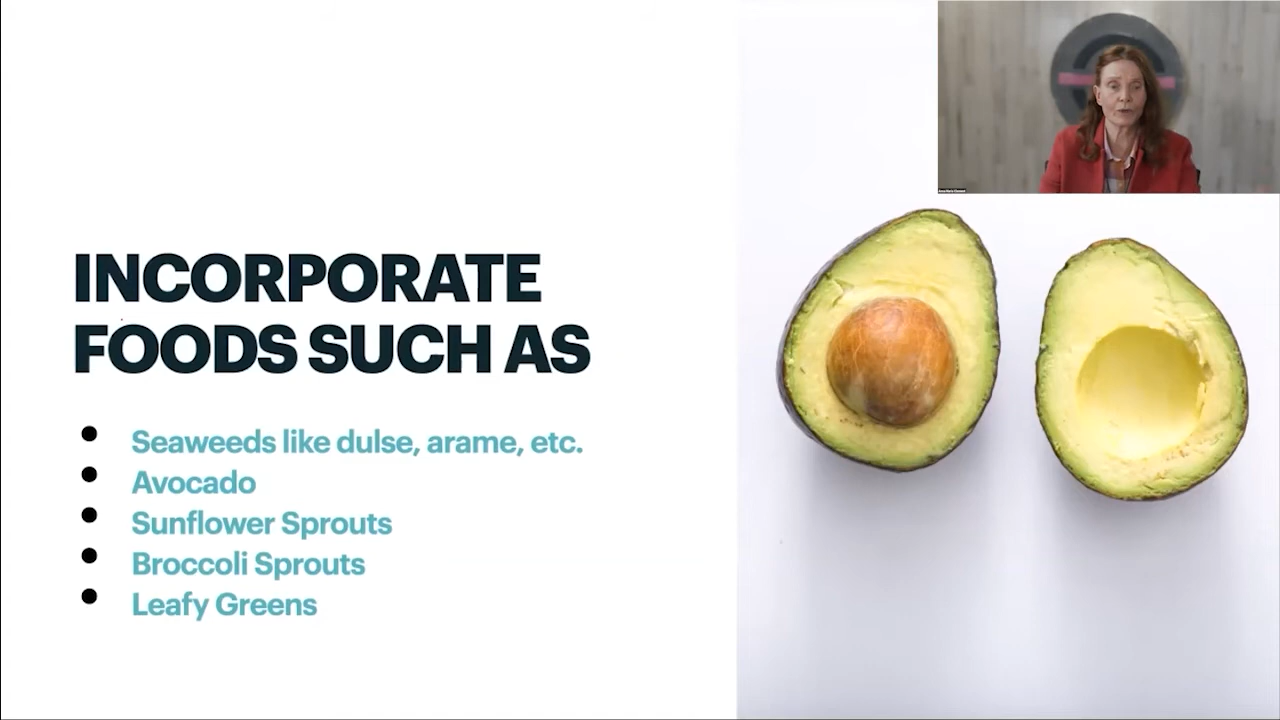 INCORPORATE
FOODS SUCH AS
Seaweeds like dulse, arame, etc.
Avocado
Sunflower Sprouts
Broccoli Sprouts
Leafy Greens